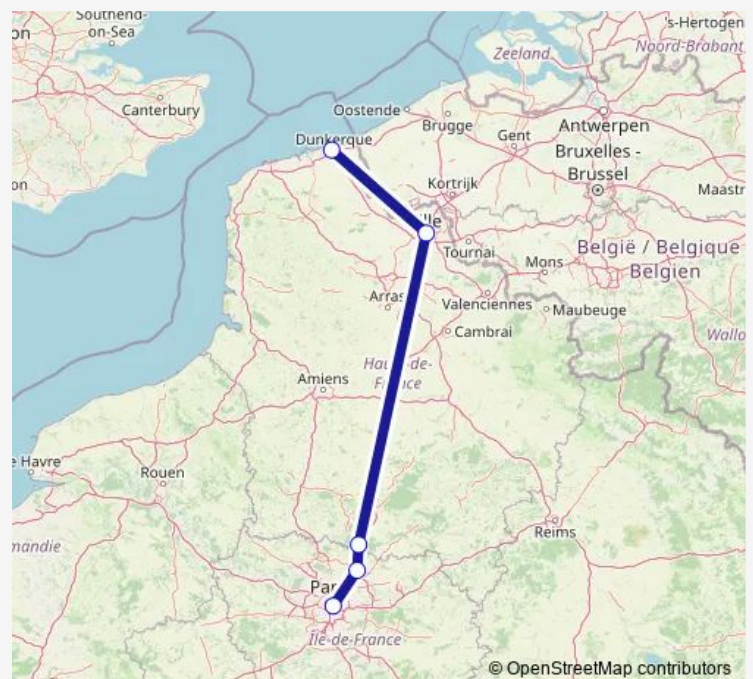 Southend-
on-Sea
on
's-Hertogen
Zeeland
Noord-Brabant
Canterbury
Oostende
Brugge
Gent
Antwerpen
Dunkerque
Bruxelles -
Brussel
on
Kortrijk
Maastr
lle
Tournai
België / Belgique
Belgien
Mons
Arras
Valenciennes
Maubeuge
Cambrai
Wallo
Hauts-de-
France
Amiens
e Havre
Rouen
Reims
mandie
Par
Île-de-France
© OpenStreetMap contributors